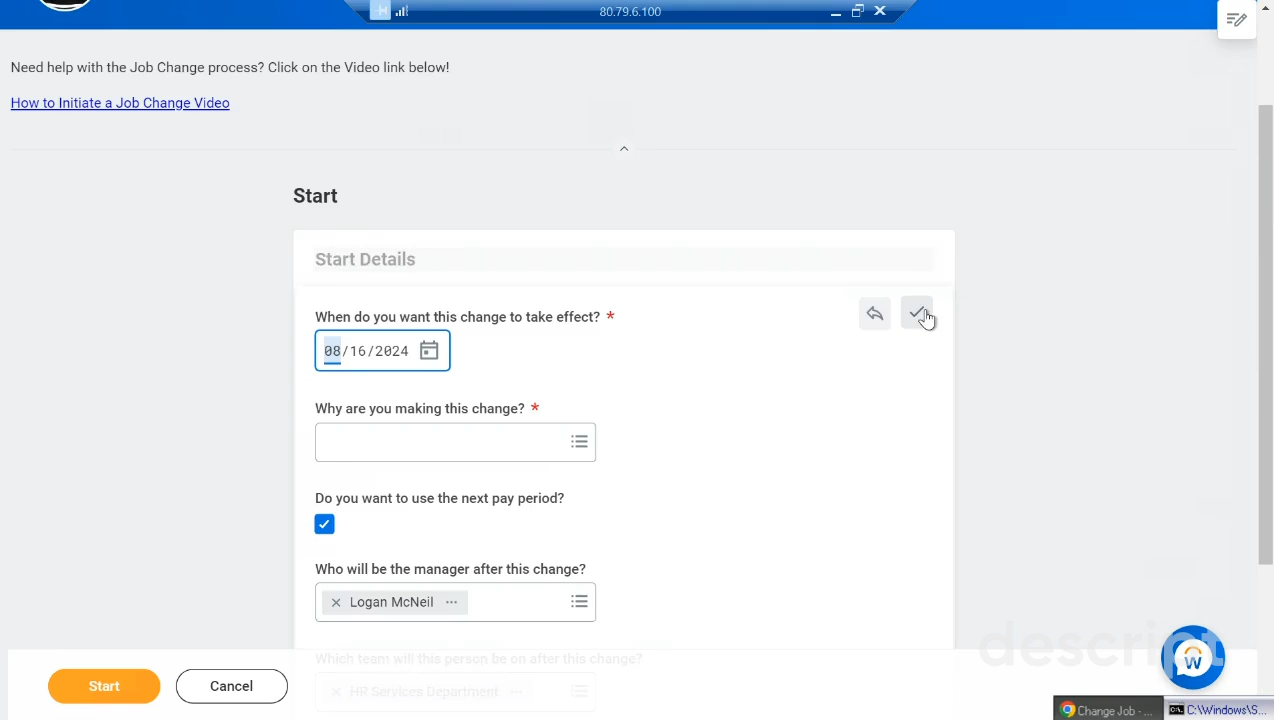 80.79.6.100
Need help with the Job Change process? Click on the Video link below!
How to Initiate a Job Change Video
Start
Start Details
When do you want this change to take effect? *
08/16/2024
Why are you making this change? *
Do you want to use the next pay period?
Who will be the manager after this change?
Logan McNeil
Which team will this person be on after this change?
HR Services Department
descript
W
Start
Cancel
Change Job - ...
C:\Windows\S...